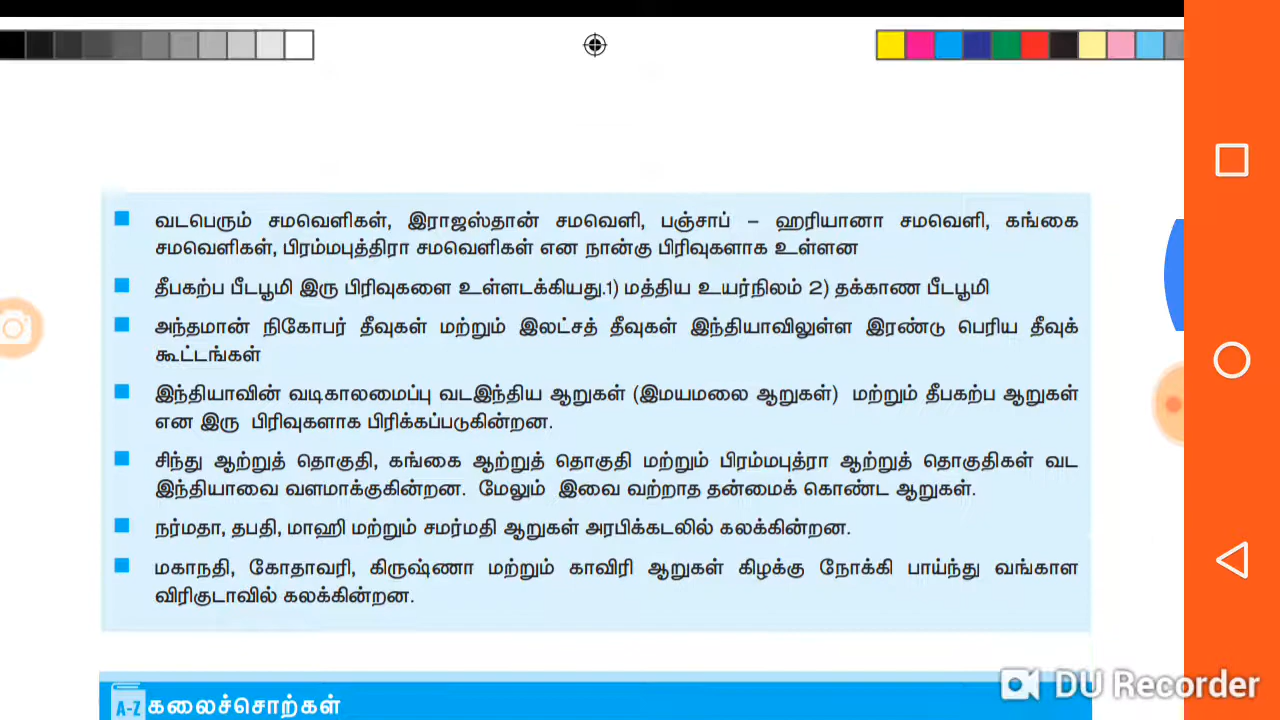 வடபெரும் சமவெளிகள், இராஜஸ்தான் சமவெளி, பஞ்சாப் – ஹரியானா சமவெளி, கங்கை
சமவெளிகள், பிரம்மபுத்திரா சமவெளிகள் என நான்கு பிரிவுகளாக உள்ளன
தீபகற்ப பீடபூமி இரு பிரிவுகளை உள்ளடக்கியது.1) மத்திய உயர்நிலம் 2) தக்காண பீடபூமி
அந்தமான் நிகோபர் தீவுகள் மற்றும் இலட்சத் தீவுகள் இந்தியாவிலுள்ள இரண்டு பெரிய தீவுக்
கூட்டங்கள்
இந்தியாவின் வடிகாலமைப்பு வடஇந்திய ஆறுகள் (இமயமலை ஆறுகள்) மற்றும் தீபகற்ப ஆறுகள்
என இரு பிரிவுகளாக பிரிக்கப்படுகின்றன.
சிந்து ஆற்றுத் தொகுதி, கங்கை ஆற்றுத் தொகுதி மற்றும் பிரம்மபுத்ரா ஆற்றுத் தொகுதிகள் வட
இந்தியாவை வளமாக்குகின்றன. மேலும் இவை வற்றாத தன்மைக் கொண்ட ஆறுகள்.
நர்மதா, தபதி, மாஹி மற்றும் சமர்மதி ஆறுகள் அரபிக்கடலில் கலக்கின்றன.
மகாநதி, கோதாவரி, கிருஷ்ணா மற்றும் காவிரி ஆறுகள் கிழக்கு நோக்கி பாய்ந்து வங்காள
விரிகுடாவில் கலக்கின்றன.
A-Z கலைச்சொற்கள்
DU Recorder